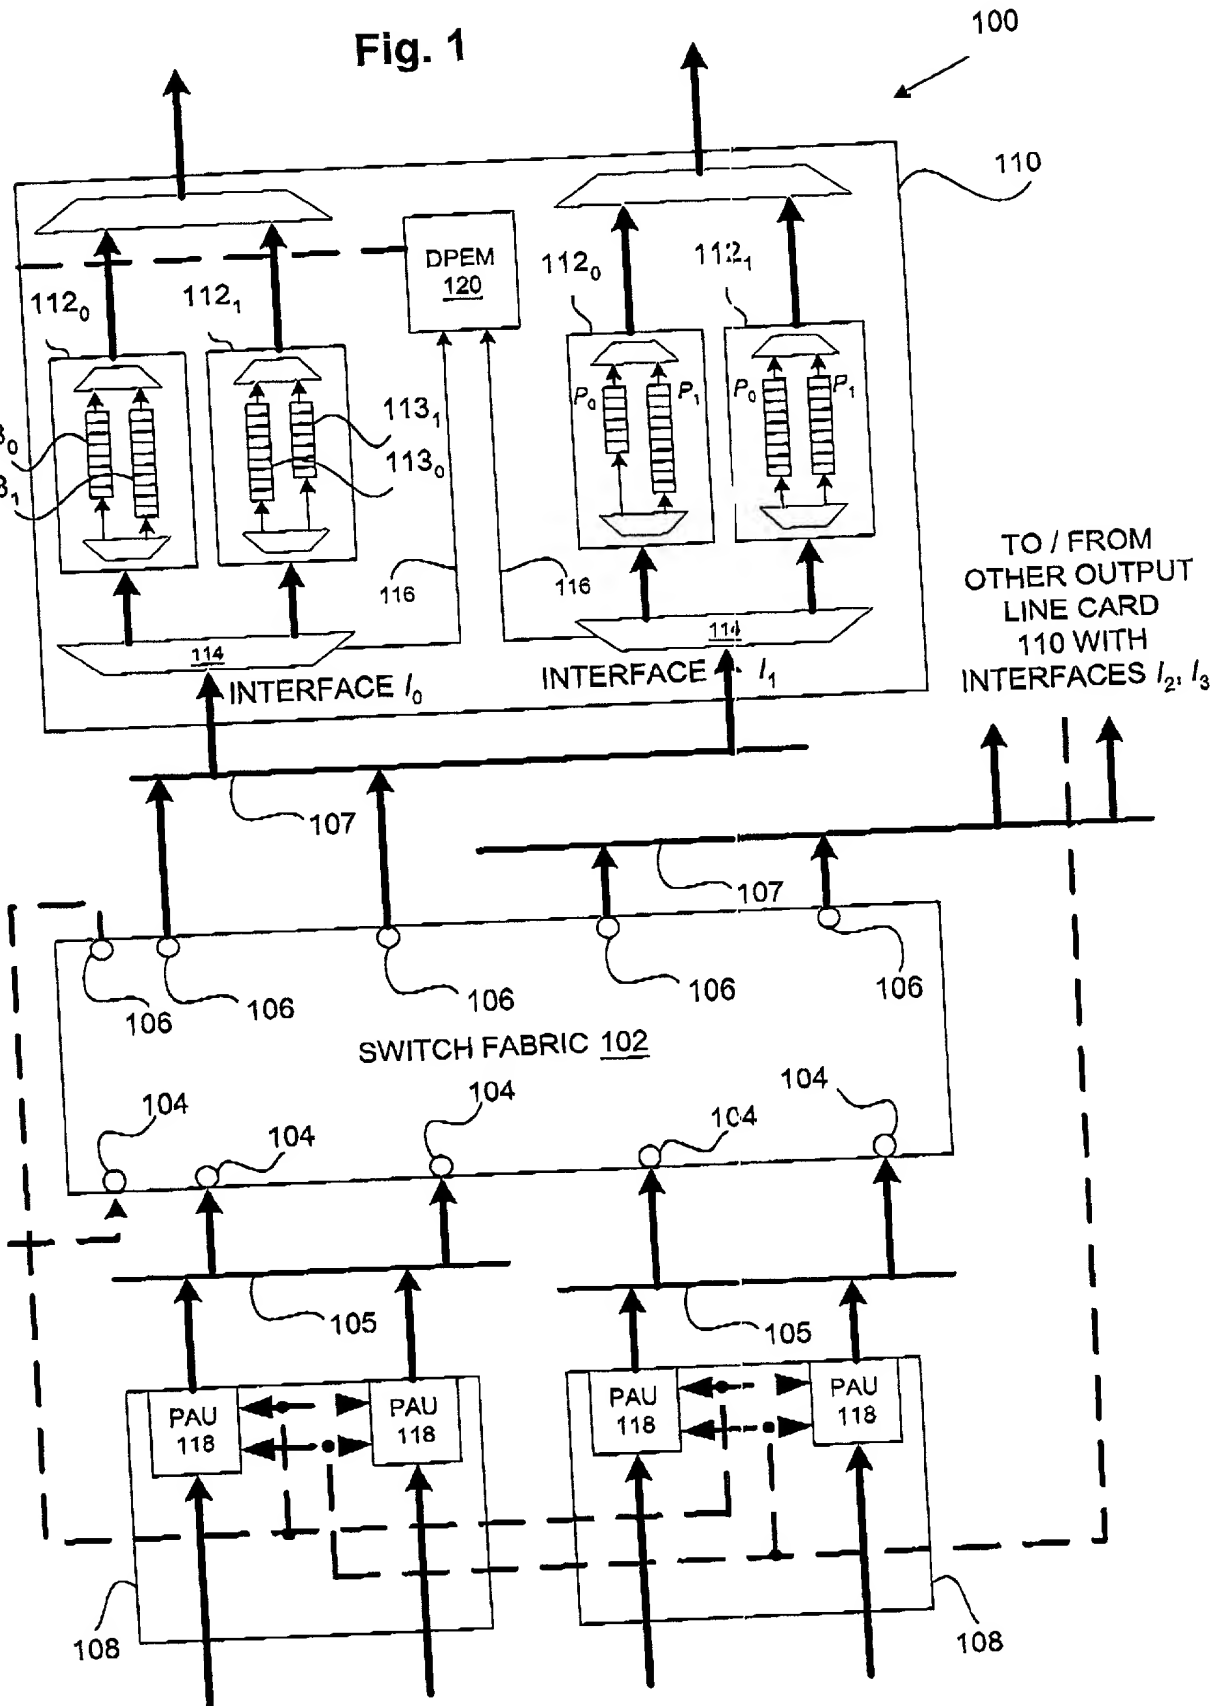 Fig. 1
100
110
DPEM
120
112₀
112₁
112₀
112₁
P₀
P₁
P₀
P₁
113₁
113₀
3₀
3₁
116
116
114
114
INTERFACE I₀
INTERFACE I₁
TO / FROM
OTHER OUTPUT
LINE CARD
110 WITH
INTERFACES I₂, I₃
107
107
106
106
106
106
106
SWITCH FABRIC 102
104
104
104
104
104
105
105
PAU
118
PAU
118
PAU
118
PAU
118
108
108